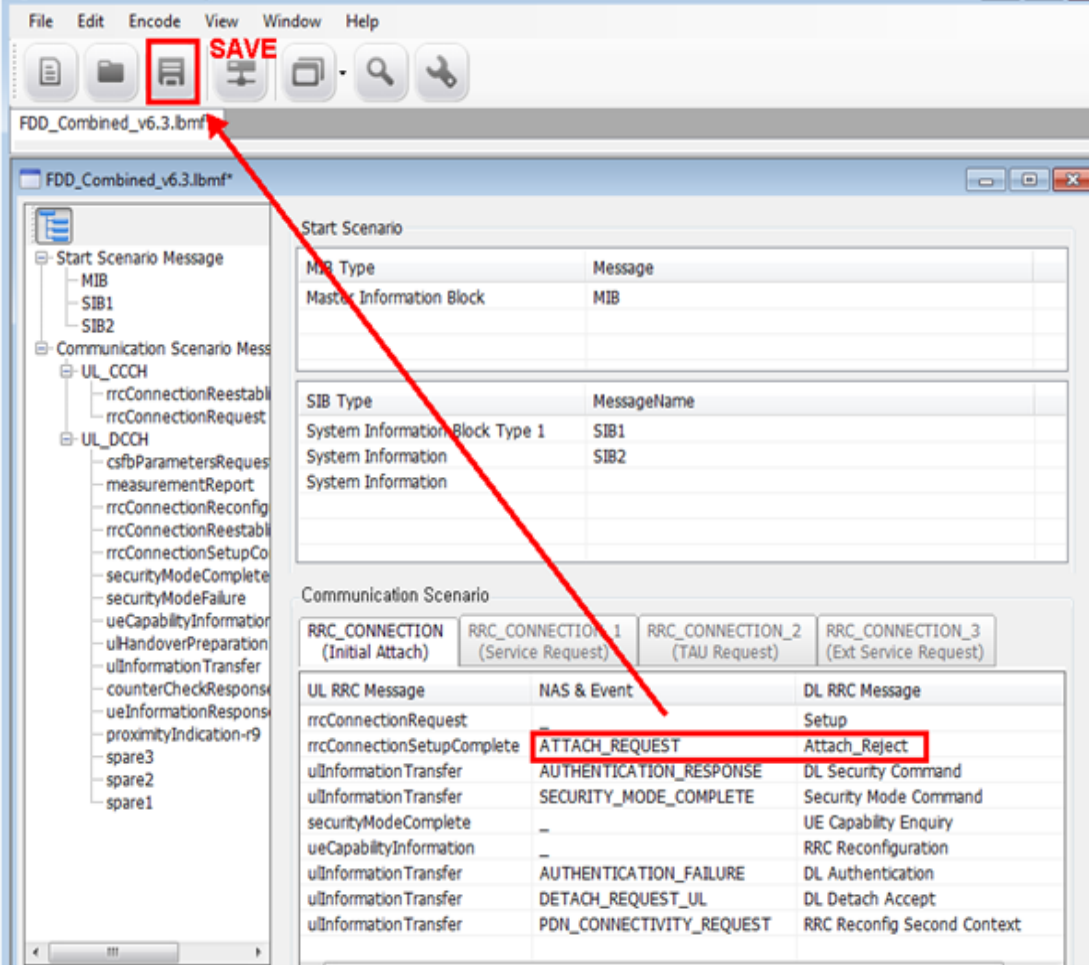 File Edit Encode View Window Help
SAVE
FDD_Combined_v6.3.lbmf*
FDD_Combined_v6.3.lbmf*
Start Scenario Message
MIB
SIB1
SIB2
Communication Scenario Mess
UL_CCCH
rrcConnectionReestabli
rrcConnectionRequest
UL_DCCH
csfbParametersReques
measurementReport
rrcConnectionReconfig
rrcConnectionReestabli
rrcConnectionSetupCo
securityModeComplete
securityModeFailure
ueCapabilityInformation
ulHandoverPreparation
ulInformationTransfer
counterCheckResponse
ueInformationResponse
proximityIndication-r9
spare3
spare2
spare1
Start Scenario
MIB Type Message
Master Information Block MIB
SIB Type MessageName
System Information Block Type 1 SIB1
System Information SIB2
System Information
Communication Scenario
RRC_CONNECTION RRC_CONNECTION_1 RRC_CONNECTION_2 RRC_CONNECTION_3
(Initial Attach) (Service Request) (TAU Request) (Ext Service Request)
UL RRC Message NAS & Event DL RRC Message
rrcConnectionRequest _ Setup
rrcConnectionSetupComplete ATTACH_REQUEST Attach_Reject
ulInformationTransfer AUTHENTICATION_RESPONSE DL Security Command
ulInformationTransfer SECURITY_MODE_COMPLETE Security Mode Command
securityModeComplete _ UE Capability Enquiry
ueCapabilityInformation _ RRC Reconfiguration
ulInformationTransfer AUTHENTICATION_FAILURE DL Authentication
ulInformationTransfer DETACH_REQUEST_UL DL Detach Accept
ulInformationTransfer PDN_CONNECTIVITY_REQUEST RRC Reconfig Second Context